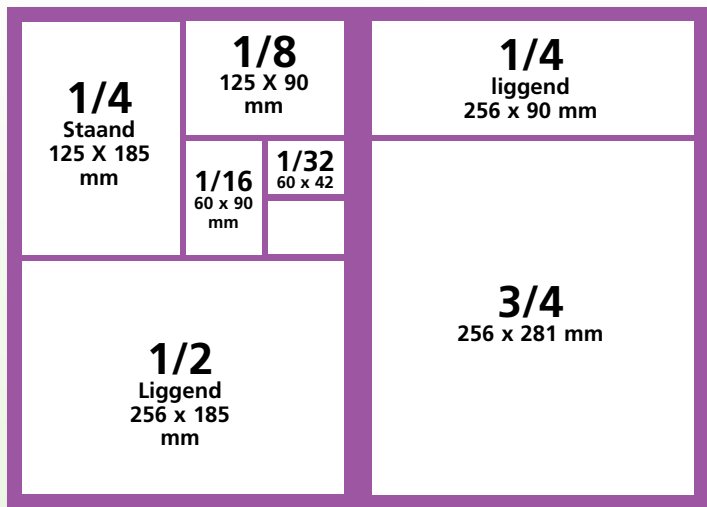 1/4
Staand
125 X 185
mm
1/8
125 X 90
mm
1/16
60 x 90
mm
1/32
60 x 42
1/2
Liggend
256 x 185
mm
1/4
liggend
256 x 90 mm
3/4
256 x 281 mm